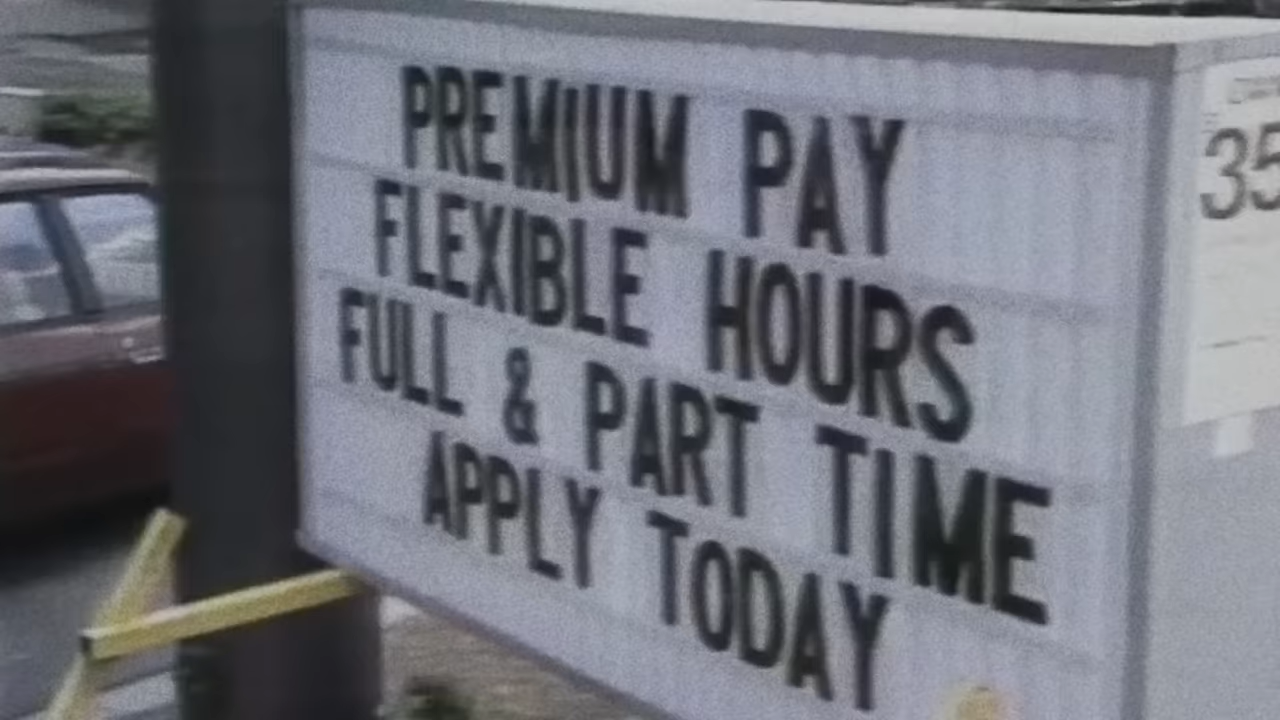 PREMIUM PAY
FLEXIBLE HOURS
FULL & PART TIME
APPLY TODAY
35